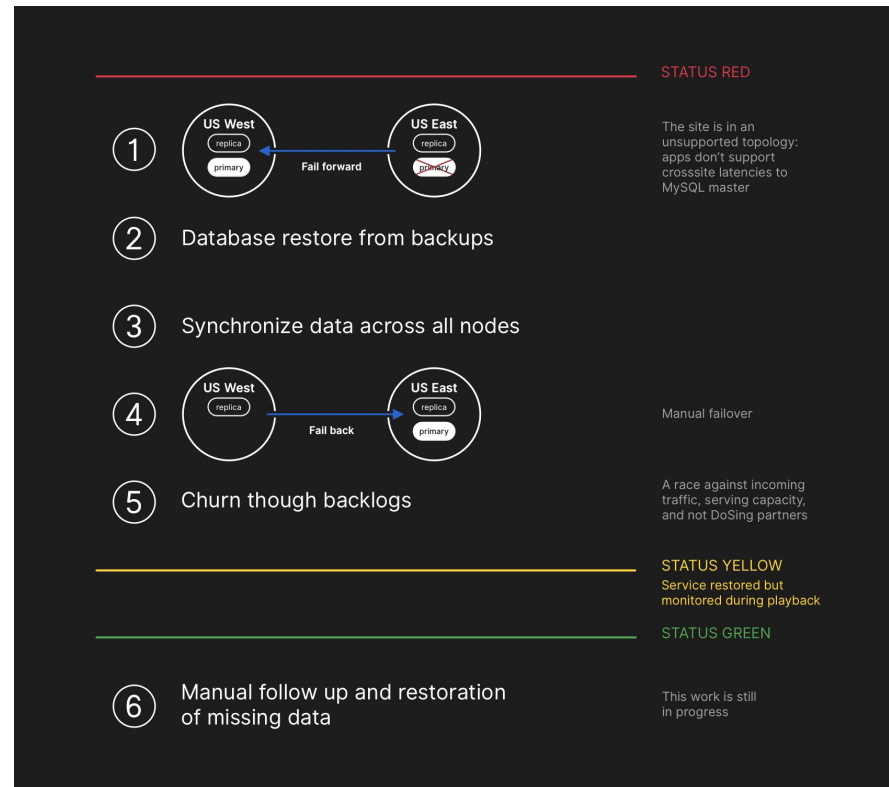 STATUS RED
1
US West
replica
primary
Fail forward
US East
replica
primary
The site is in an
unsupported topology:
apps don’t support
crosssite latencies to
MySQL master
2
Database restore from backups
3
Synchronize data across all nodes
4
US West
replica
Fail back
US East
replica
primary
Manual failover
5
Churn though backlogs
A race against incoming
traffic, serving capacity,
and not DoSing partners
STATUS YELLOW
Service restored but
monitored during playback
STATUS GREEN
6
Manual follow up and restoration
of missing data
This work is still
in progress